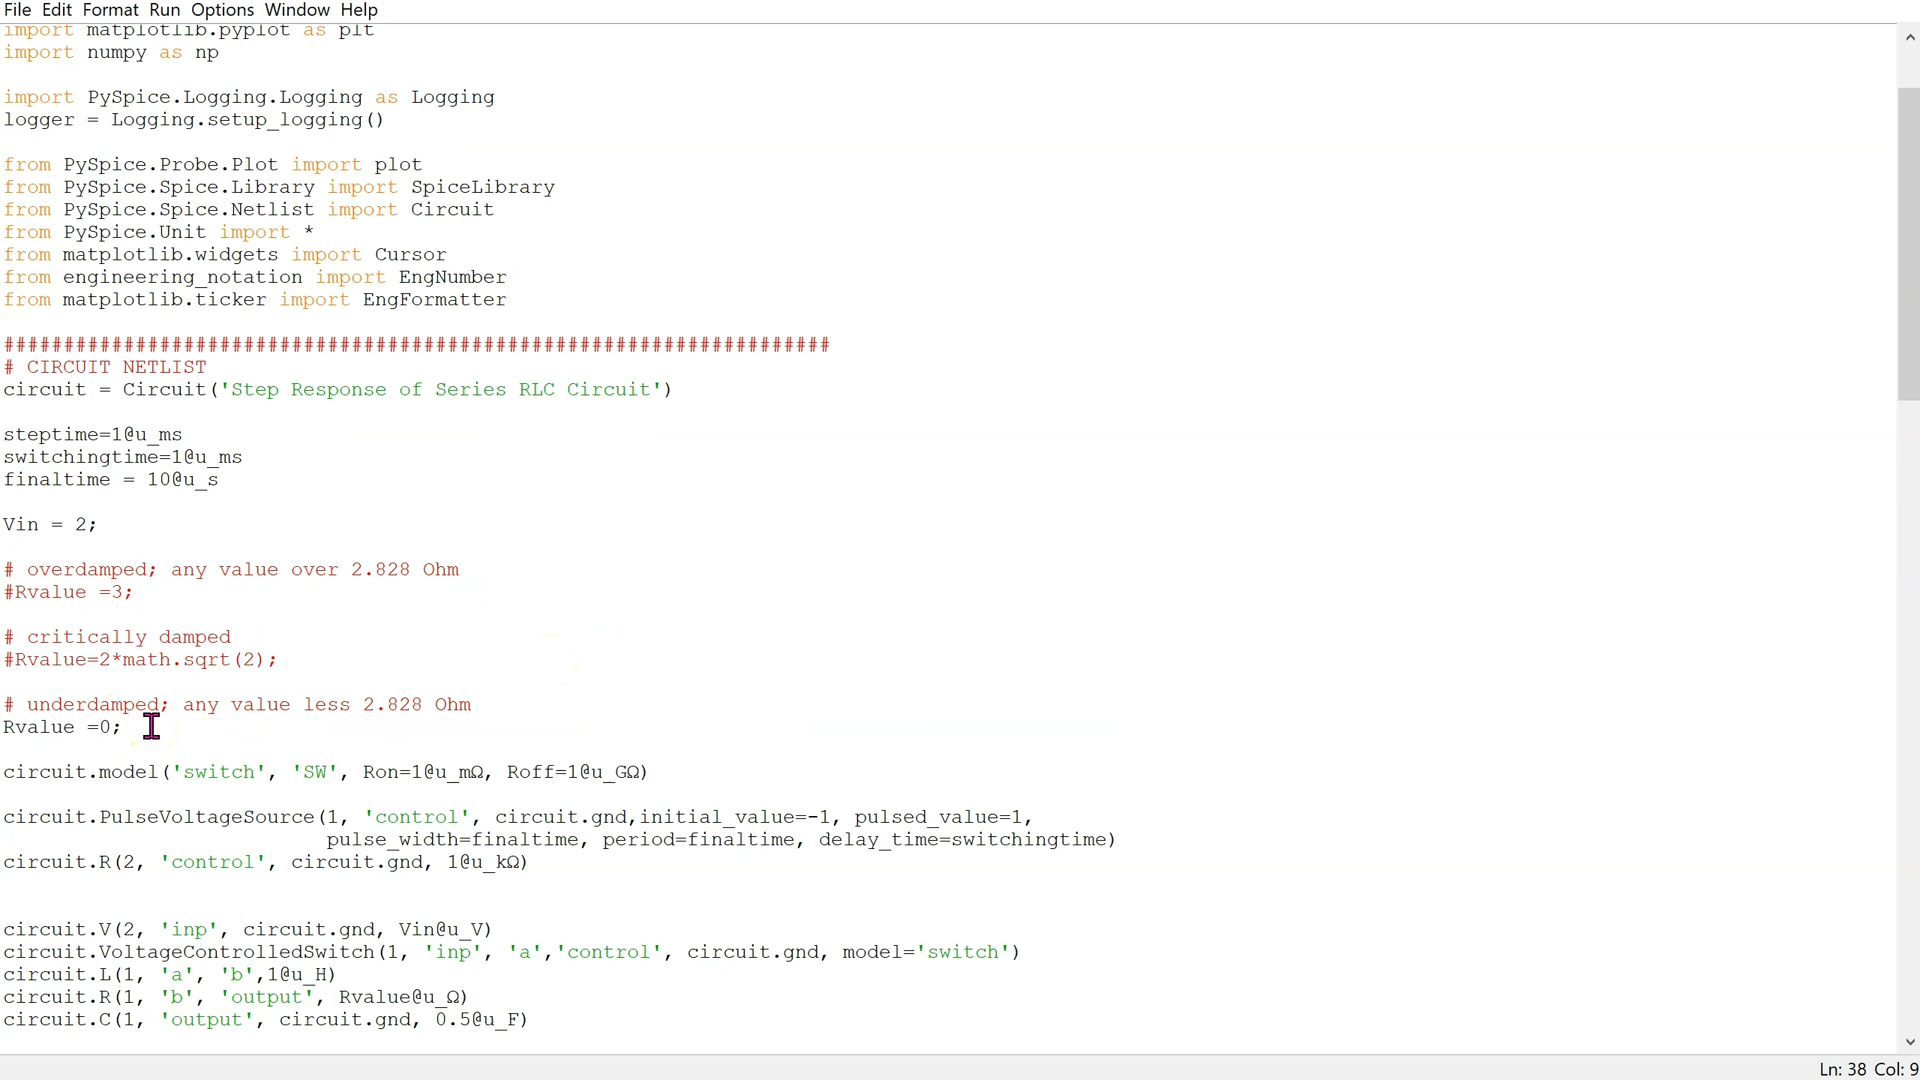 File Edit Format Run Options Window Help
import matplotlib.pyplot as plt
import numpy as np
import PySpice.Logging.Logging as Logging
logger = Logging.setup_logging()
from PySpice.Probe.Plot import plot
from PySpice.Spice.Library import SpiceLibrary
from PySpice.Spice.Netlist import Circuit
from PySpice.Unit import *
from matplotlib.widgets import Cursor
from engineering_notation import EngNumber
from matplotlib.ticker import EngFormatter
#####################################################################
# CIRCUIT NETLIST
circuit = Circuit('Step Response of Series RLC Circuit')
steptime=1@u_ms
switchingtime=1@u_ms
finaltime = 10@u_s
Vin = 2;
# overdamped; any value over 2.828 Ohm
#Rvalue =3;
# critically damped
#Rvalue=2*math.sqrt(2);
# underdamped; any value less 2.828 Ohm
Rvalue =0;
circuit.model('switch', 'SW', Ron=1@u_mΩ, Roff=1@u_GΩ)
circuit.PulseVoltageSource(1, 'control', circuit.gnd,initial_value=-1, pulsed_value=1,
pulse_width=finaltime, period=finaltime, delay_time=switchingtime)
circuit.R(2, 'control', circuit.gnd, 1@u_kΩ)
circuit.V(2, 'inp', circuit.gnd, Vin@u_V)
circuit.VoltageControlledSwitch(1, 'inp', 'a','control', circuit.gnd, model='switch')
circuit.L(1, 'a', 'b',1@u_H)
circuit.R(1, 'b', 'output', Rvalue@u_Ω)
circuit.C(1, 'output', circuit.gnd, 0.5@u_F)
Ln: 38 Col: 9